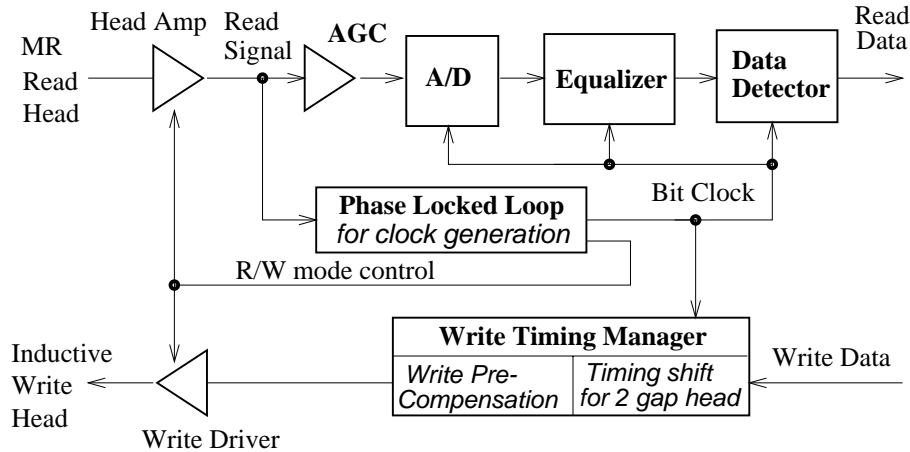 Head Amp
Read
Signal
AGC
Read
Data
MR
Read
Head
A/D
Equalizer
Data
Detector
Bit Clock
Phase Locked Loop
for clock generation
R/W mode control
Write Timing Manager
Write Pre-
Compensation
Timing shift
for 2 gap head
Write Data
Inductive
Write
Head
Write Driver